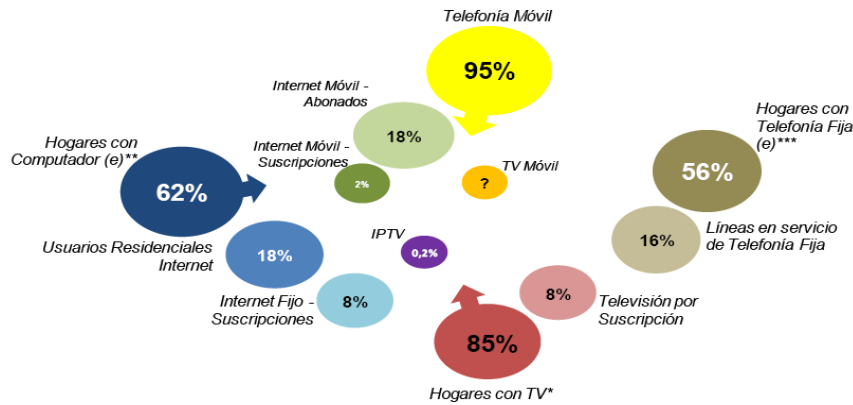 Telefonía Móvil
95%
Internet Móvil -
Abonados
18%
Hogares con
Telefonía Fija
(e)***
56%
Hogares con
Computador (e)**
62%
Internet Móvil -
Suscripciones
2%
?
TV Móvil
Líneas en servicio
de Telefonía Fija
16%
Usuarios Residenciales
Internet
18%
IPTV
0,2%
Internet Fijo -
Suscripciones
8%
8%
Televisión por
Suscripción
85%
Hogares con TV*